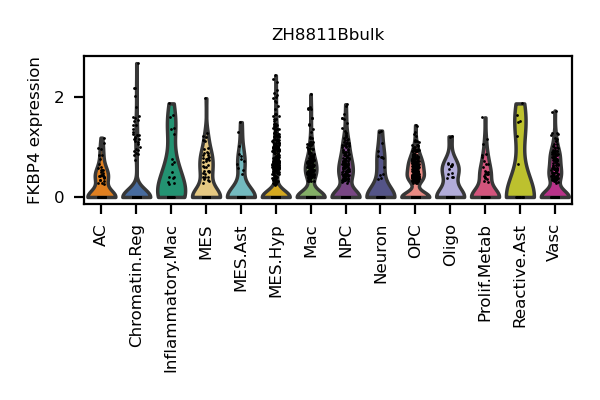 ZH8811Bbulk
FKBP4 expression
2
0
AC
Chromatin.Reg
Inflammatory.Mac
MES
MES.Ast
MES.Hyp
Mac
NPC
Neuron
OPC
Oligo
Prolif.Metab
Reactive.Ast
Vasc